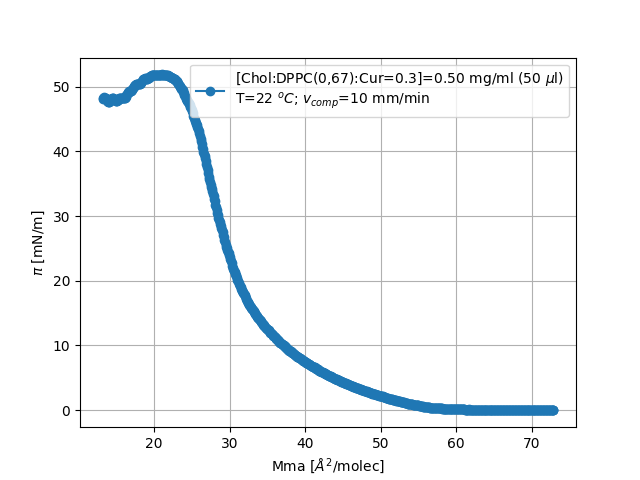 [Chol:DPPC(0,67):Cur=0.3]=0.50 mg/ml (50 μl)
T=22 °C; v_comp=10 mm/min
50
40
30
20
10
0
π [mN/m]
20 30 40 50 60 70
Mma [Å²/molec]